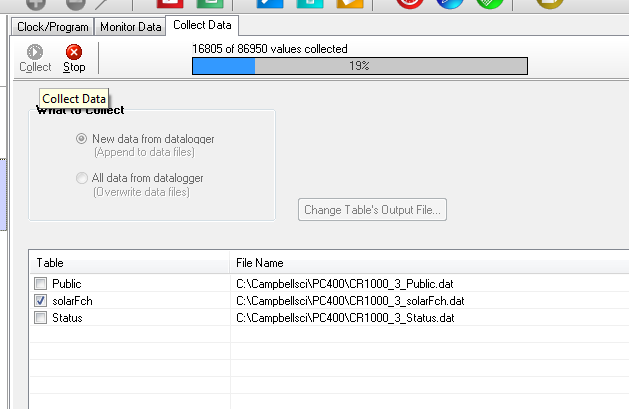 Clock/Program Monitor Data Collect Data
Collect Stop
16805 of 86950 values collected
19%
Collect Data
What to Collect
New data from datalogger
(Append to data files)
All data from datalogger
(Overwrite data files)
Change Table's Output File...
Table File Name
Public C:\Campbellsci\PC400\CR1000_3_Public.dat
solarFch C:\Campbellsci\PC400\CR1000_3_solarFch.dat
Status C:\Campbellsci\PC400\CR1000_3_Status.dat